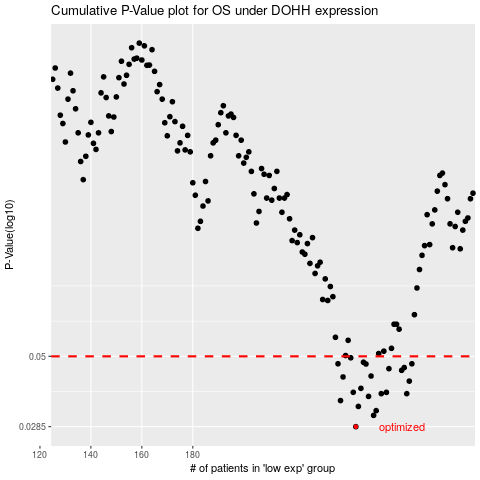 Cumulative P-Value plot for OS under DOHH expression
P-Value(log10)
0.05
0.0285
optimized
120 140 160 180
# of patients in 'low exp' group